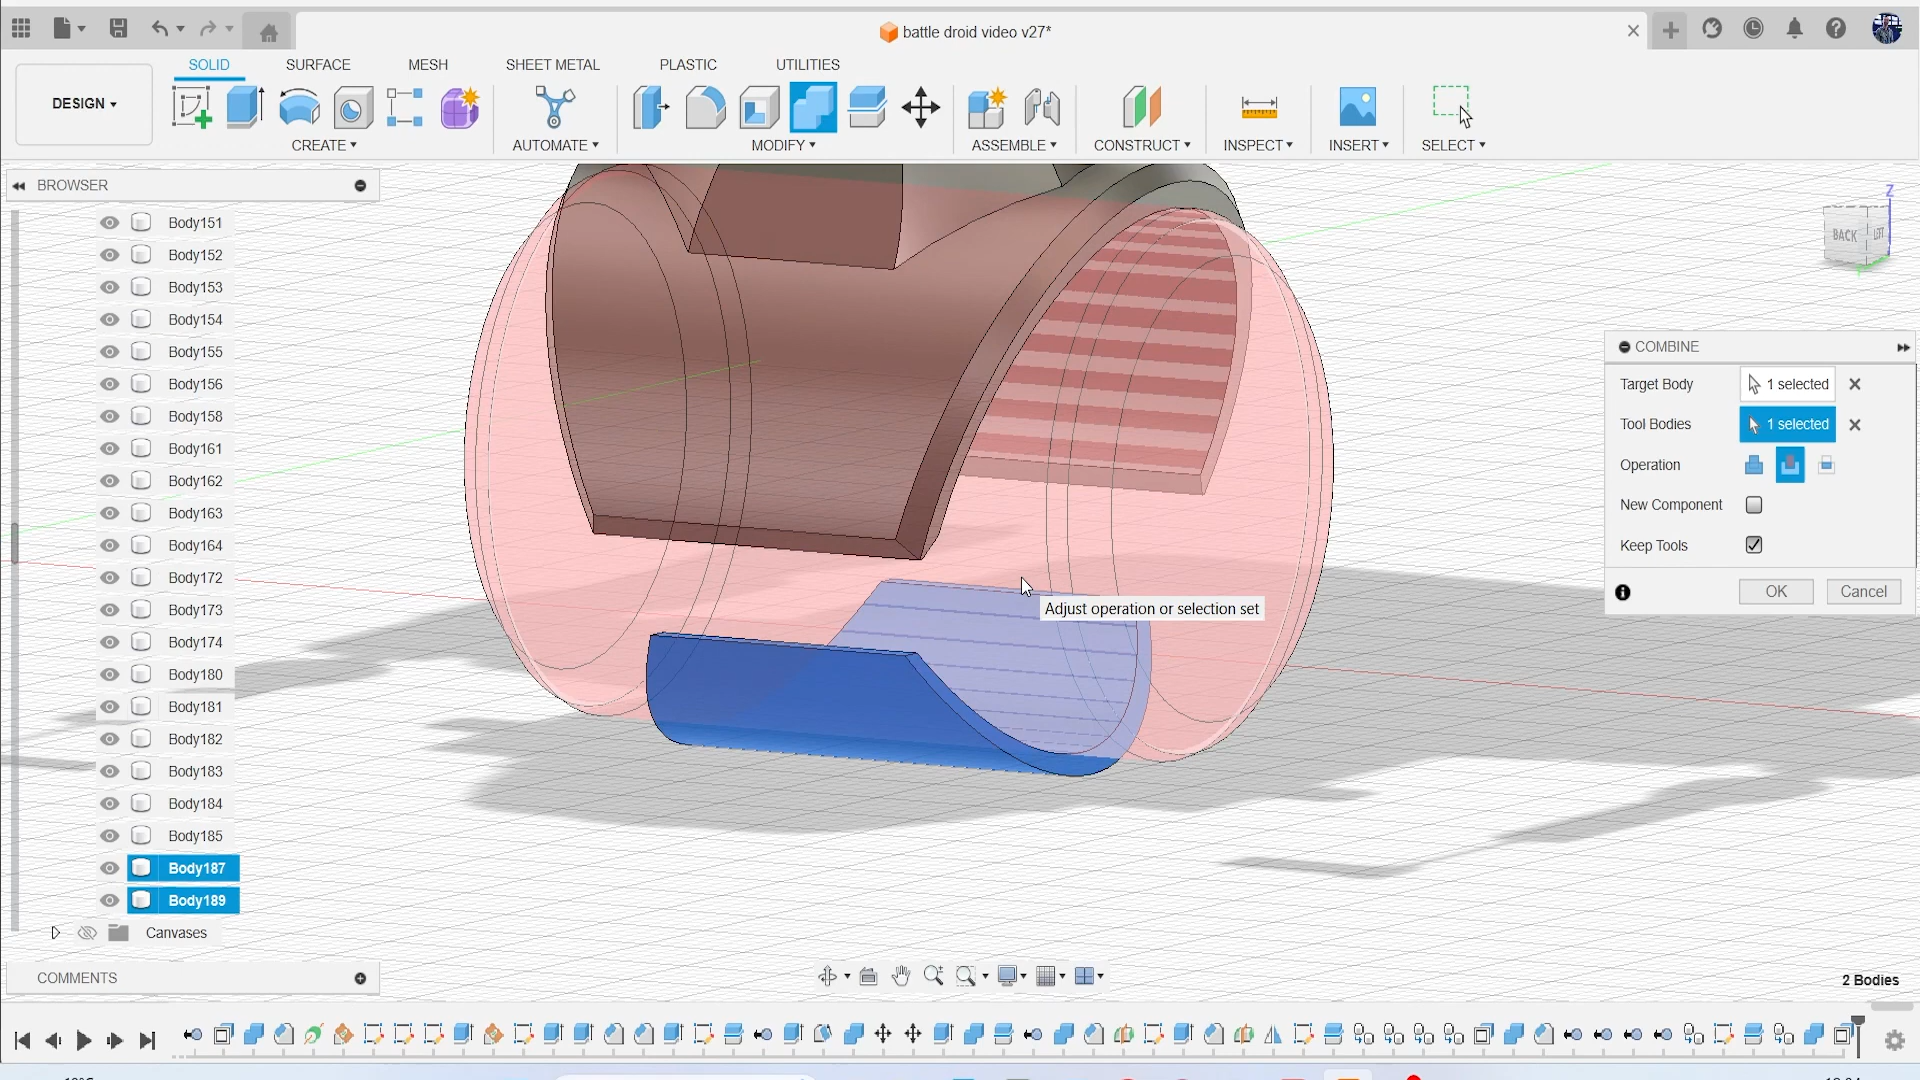 battle droid video v27*
SOLID SURFACE MESH SHEET METAL PLASTIC UTILITIES
DESIGN
CREATE AUTOMATE MODIFY ASSEMBLE CONSTRUCT INSPECT INSERT SELECT
BROWSER
Z
BACK LEFT
Body151
Body152
Body153
Body154
Body155
Body156
Body158
Body161
Body162
Body163
Body164
Body172
Body173
Body174
Body180
Body181
Body182
Body183
Body184
Body185
Body187
Body189
Canvases
COMBINE
Target Body 1 selected
Tool Bodies 1 selected
Operation
New Component
Keep Tools
OK Cancel
Adjust operation or selection set
COMMENTS
2 Bodies